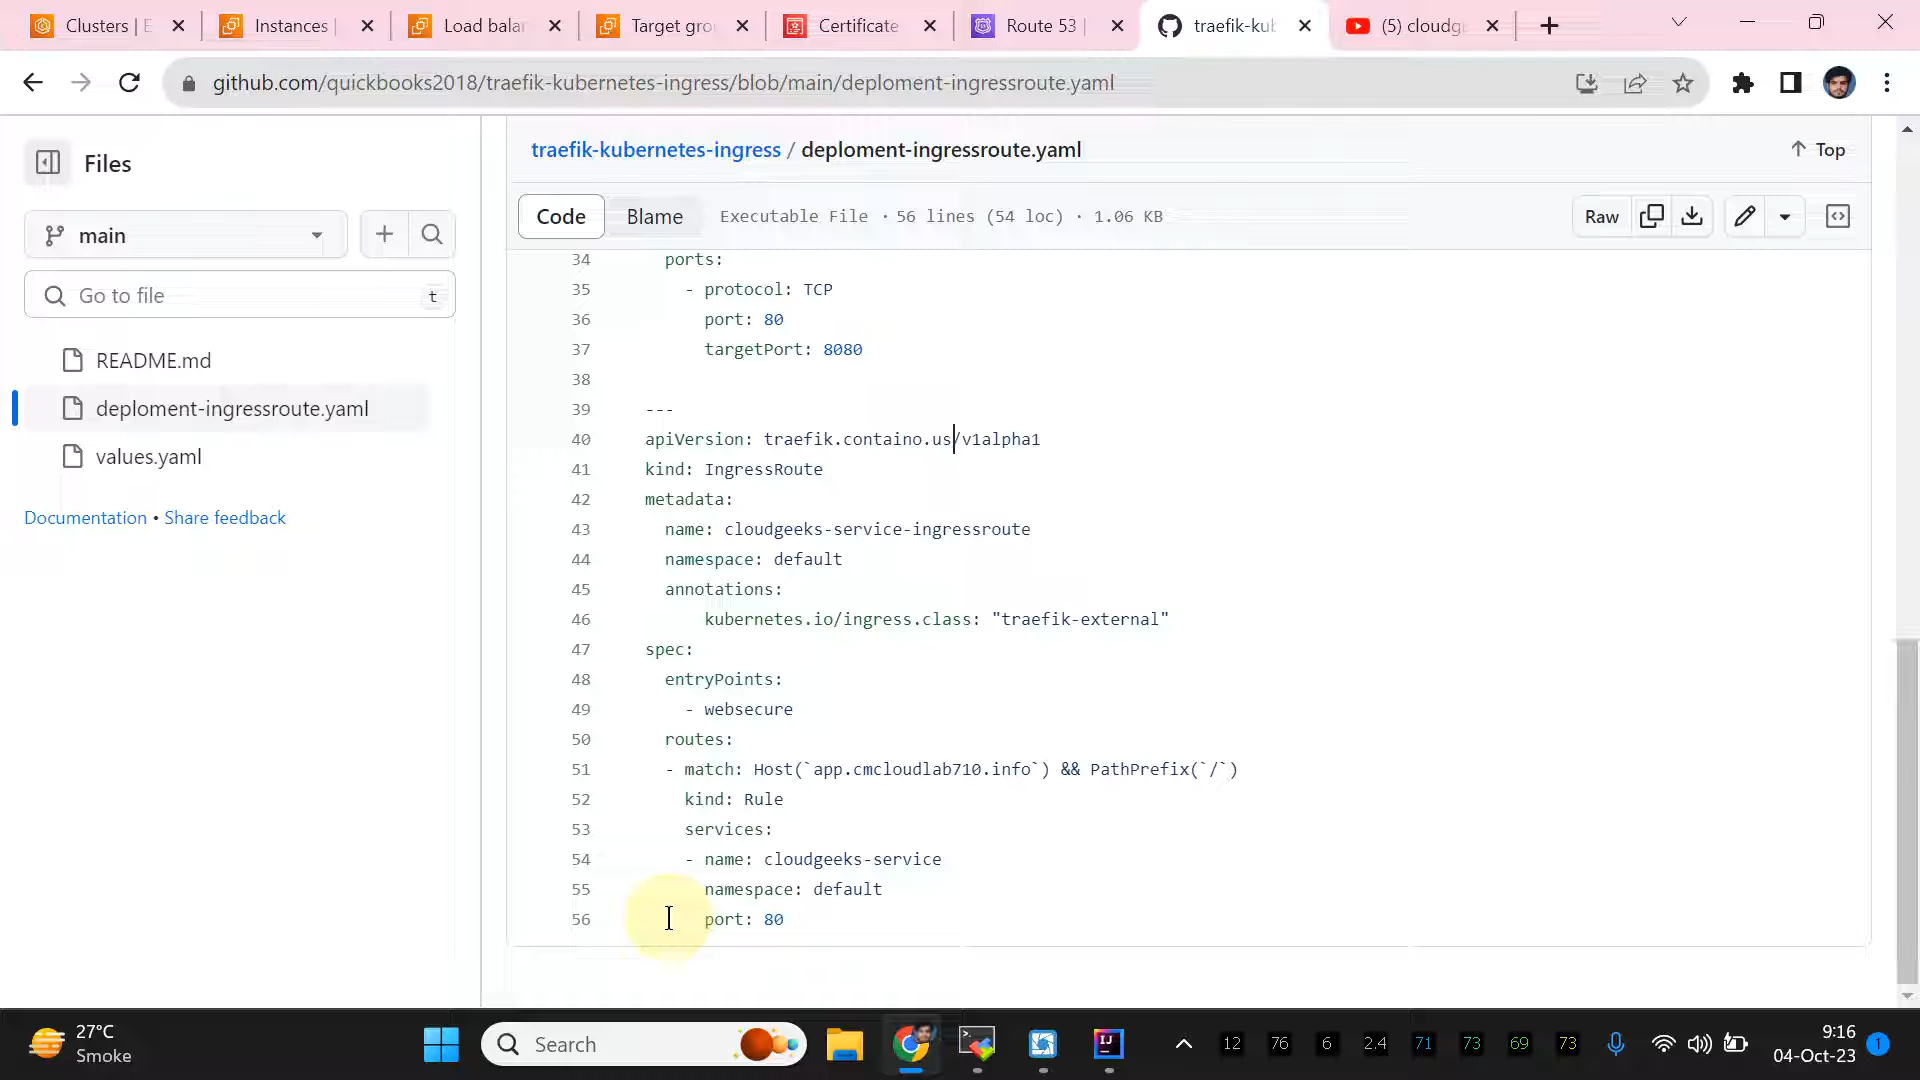 Clusters | E
Instances |
Load balan
Target gro
Certificate
Route 53 |
traefik-kub
(5) cloudg
github.com/quickbooks2018/traefik-kubernetes-ingress/blob/main/deploment-ingressroute.yaml
Files
main
Go to file
t
README.md
deploment-ingressroute.yaml
values.yaml
Documentation • Share feedback
traefik-kubernetes-ingress / deploment-ingressroute.yaml
Top
Code
Blame
Executable File · 56 lines (54 loc) · 1.06 KB
Raw
34 ports:
35 - protocol: TCP
36 port: 80
37 targetPort: 8080
38
39 ---
40 apiVersion: traefik.containo.us/v1alpha1
41 kind: IngressRoute
42 metadata:
43 name: cloudgeeks-service-ingressroute
44 namespace: default
45 annotations:
46 kubernetes.io/ingress.class: "traefik-external"
47 spec:
48 entryPoints:
49 - websecure
50 routes:
51 - match: Host(`app.cmcloudlab710.info`) && PathPrefix(`/`)
52 kind: Rule
53 services:
54 - name: cloudgeeks-service
55 namespace: default
56 port: 80
27°C
Smoke
Search
12 76 6 2.4 71 73 69 73
9:16
04-Oct-23
1